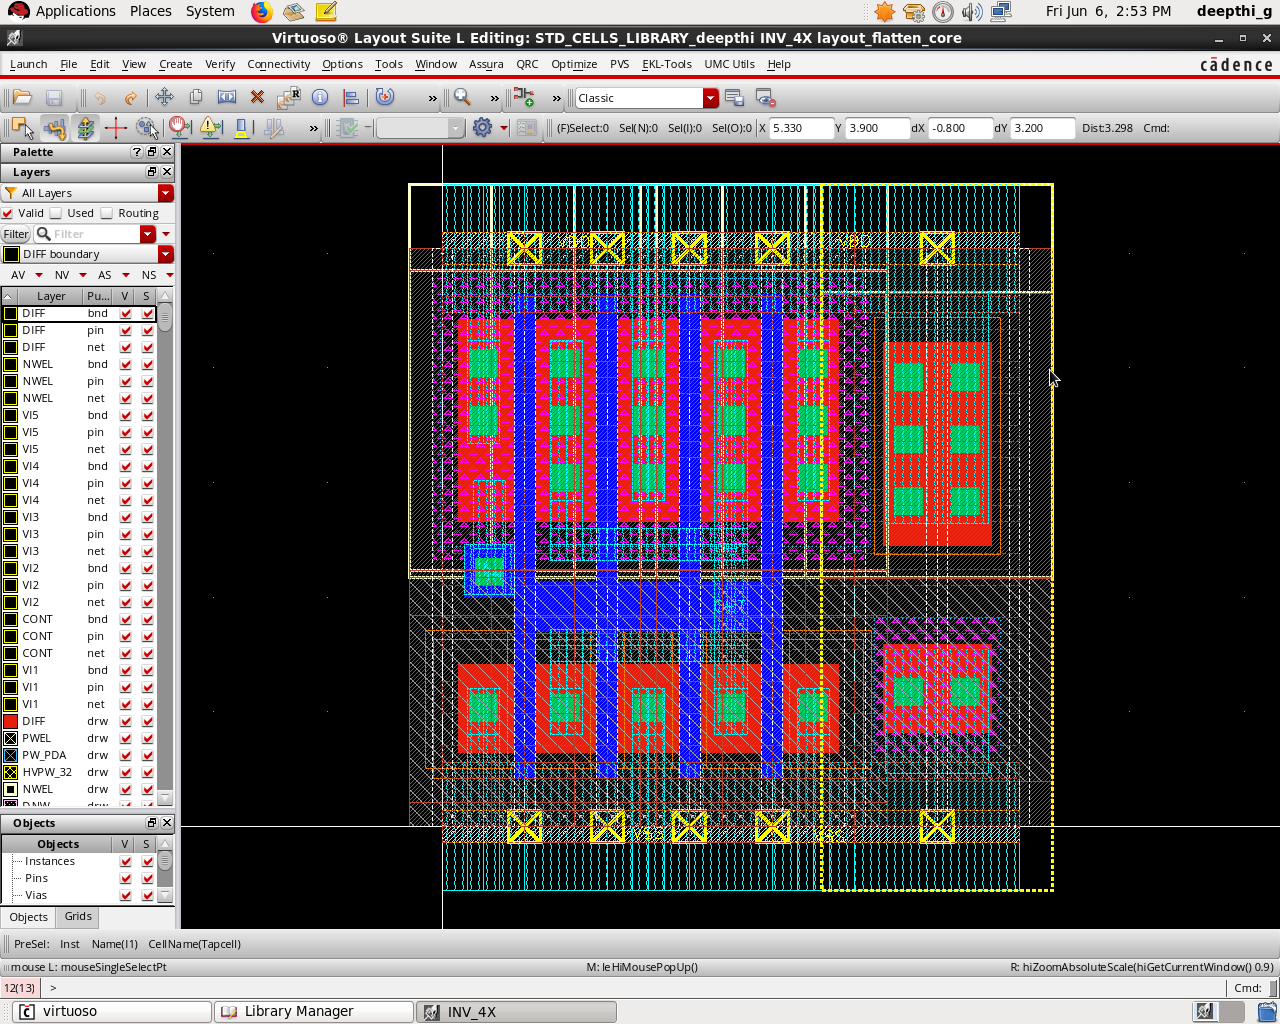 Applications Places System Fri Jun 6, 2:53 PM deepthi_g
Virtuoso® Layout Suite L Editing: STD_CELLS_LIBRARY_deepthi INV_4X layout_flatten_core
Launch File Edit View Create Verify Connectivity Options Tools Window Assura QRC Optimize PVS EKL-Tools UMC Utils Help cādence
» » » Classic
» (F)Select:0 Sel(N):0 Sel(I):0 Sel(O):0 X 5.330 Y 3.900 dX -0.800 dY 3.200 Dist:3.298 Cmd:
Palette
Layers
All Layers
Valid Used Routing
Filter Filter
DIFF boundary
AV NV AS NS
Layer Pu... V S
DIFF bnd
DIFF pin
DIFF net
NWEL bnd
NWEL pin
NWEL net
VI5 bnd
VI5 pin
VI5 net
VI4 bnd
VI4 pin
VI4 net
VI3 bnd
VI3 pin
VI3 net
VI2 bnd
VI2 pin
VI2 net
CONT bnd
CONT pin
CONT net
VI1 bnd
VI1 pin
VI1 net
DIFF drw
PWEL drw
PW_PDA drw
HVPW_32 drw
NWEL drw
DNW drw
Objects
Objects V S
Instances
Pins
Vias
Objects Grids
PreSel: Inst Name(I1) CellName(Tapcell)
mouse L: mouseSingleSelectPt M: leHiMousePopUp() R: hiZoomAbsoluteScale(hiGetCurrentWindow() 0.9)
12(13) > Cmd:
virtuoso Library Manager INV_4X